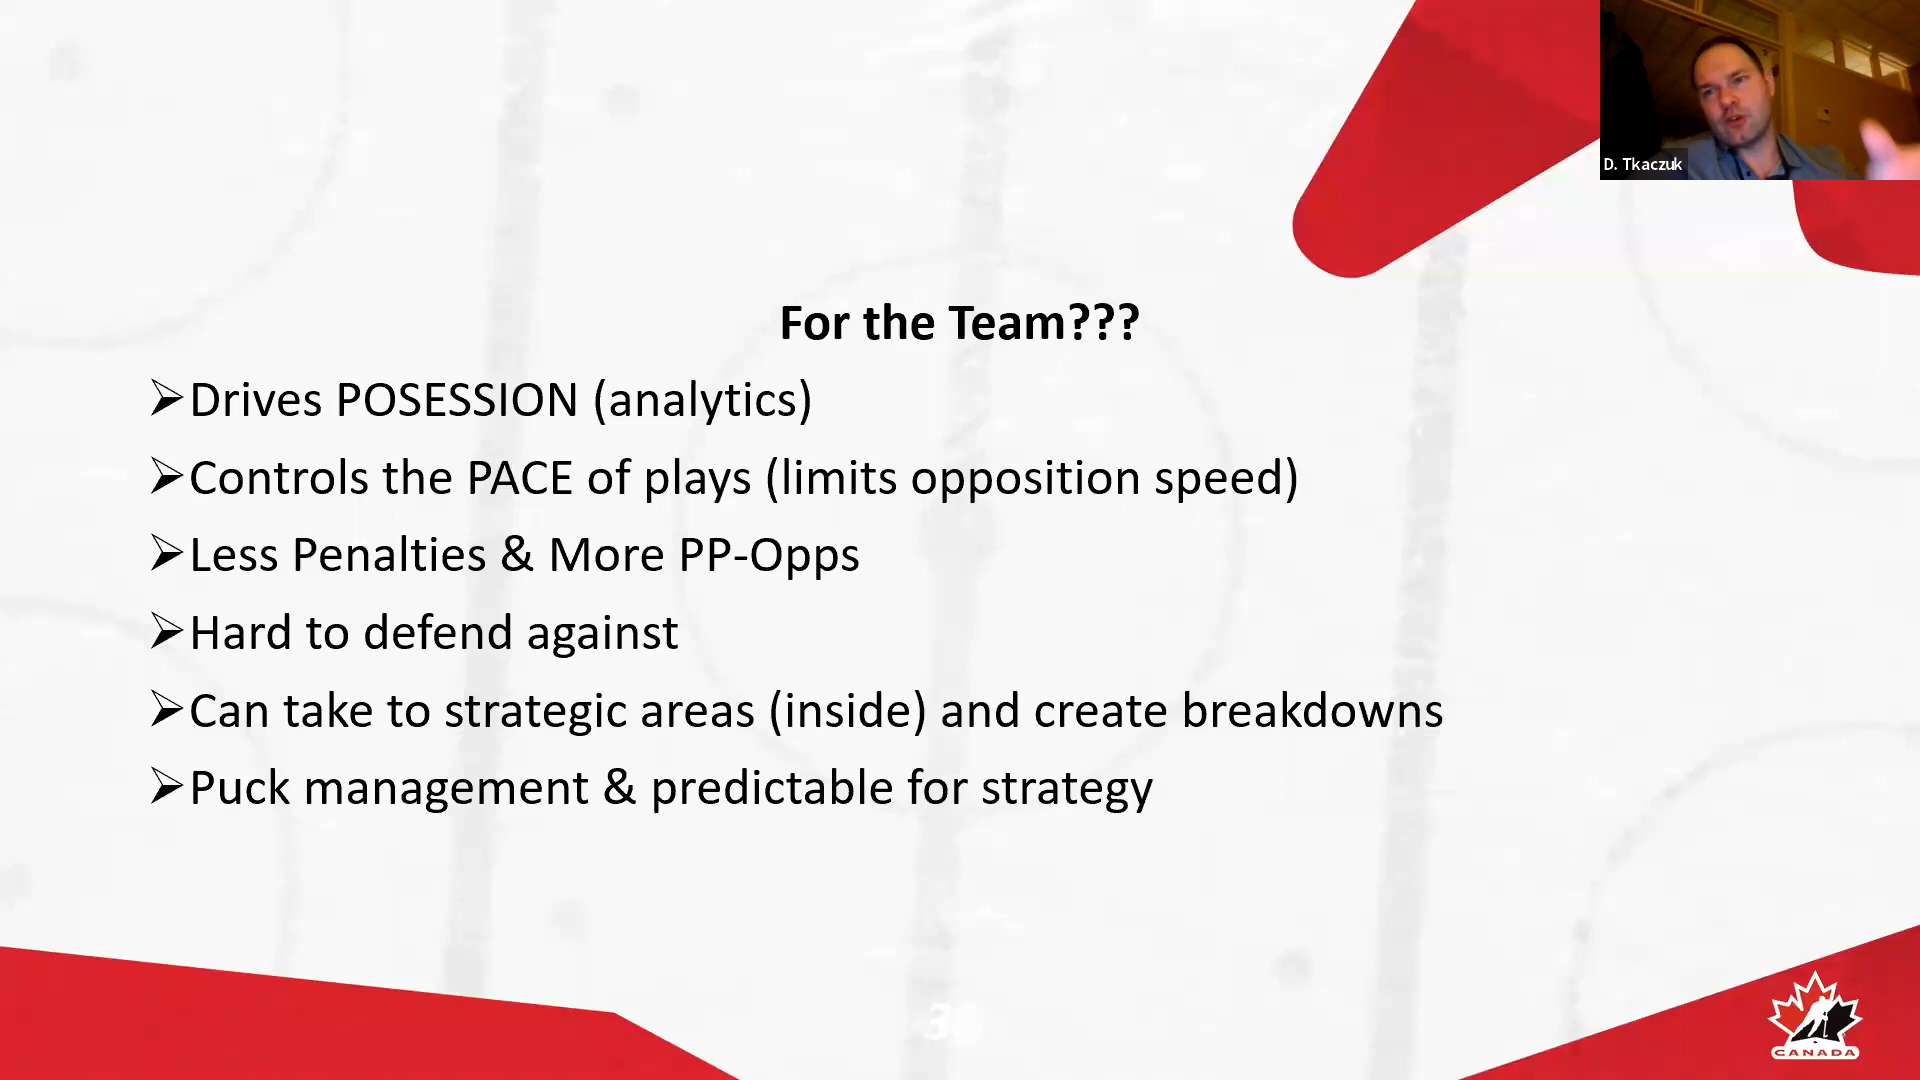 D. Tkaczuk
For the Team???
➢Drives POSESSION (analytics)
➢Controls the PACE of plays (limits opposition speed)
➢Less Penalties & More PP-Opps
➢Hard to defend against
➢Can take to strategic areas (inside) and create breakdowns
➢Puck management & predictable for strategy
CANADA